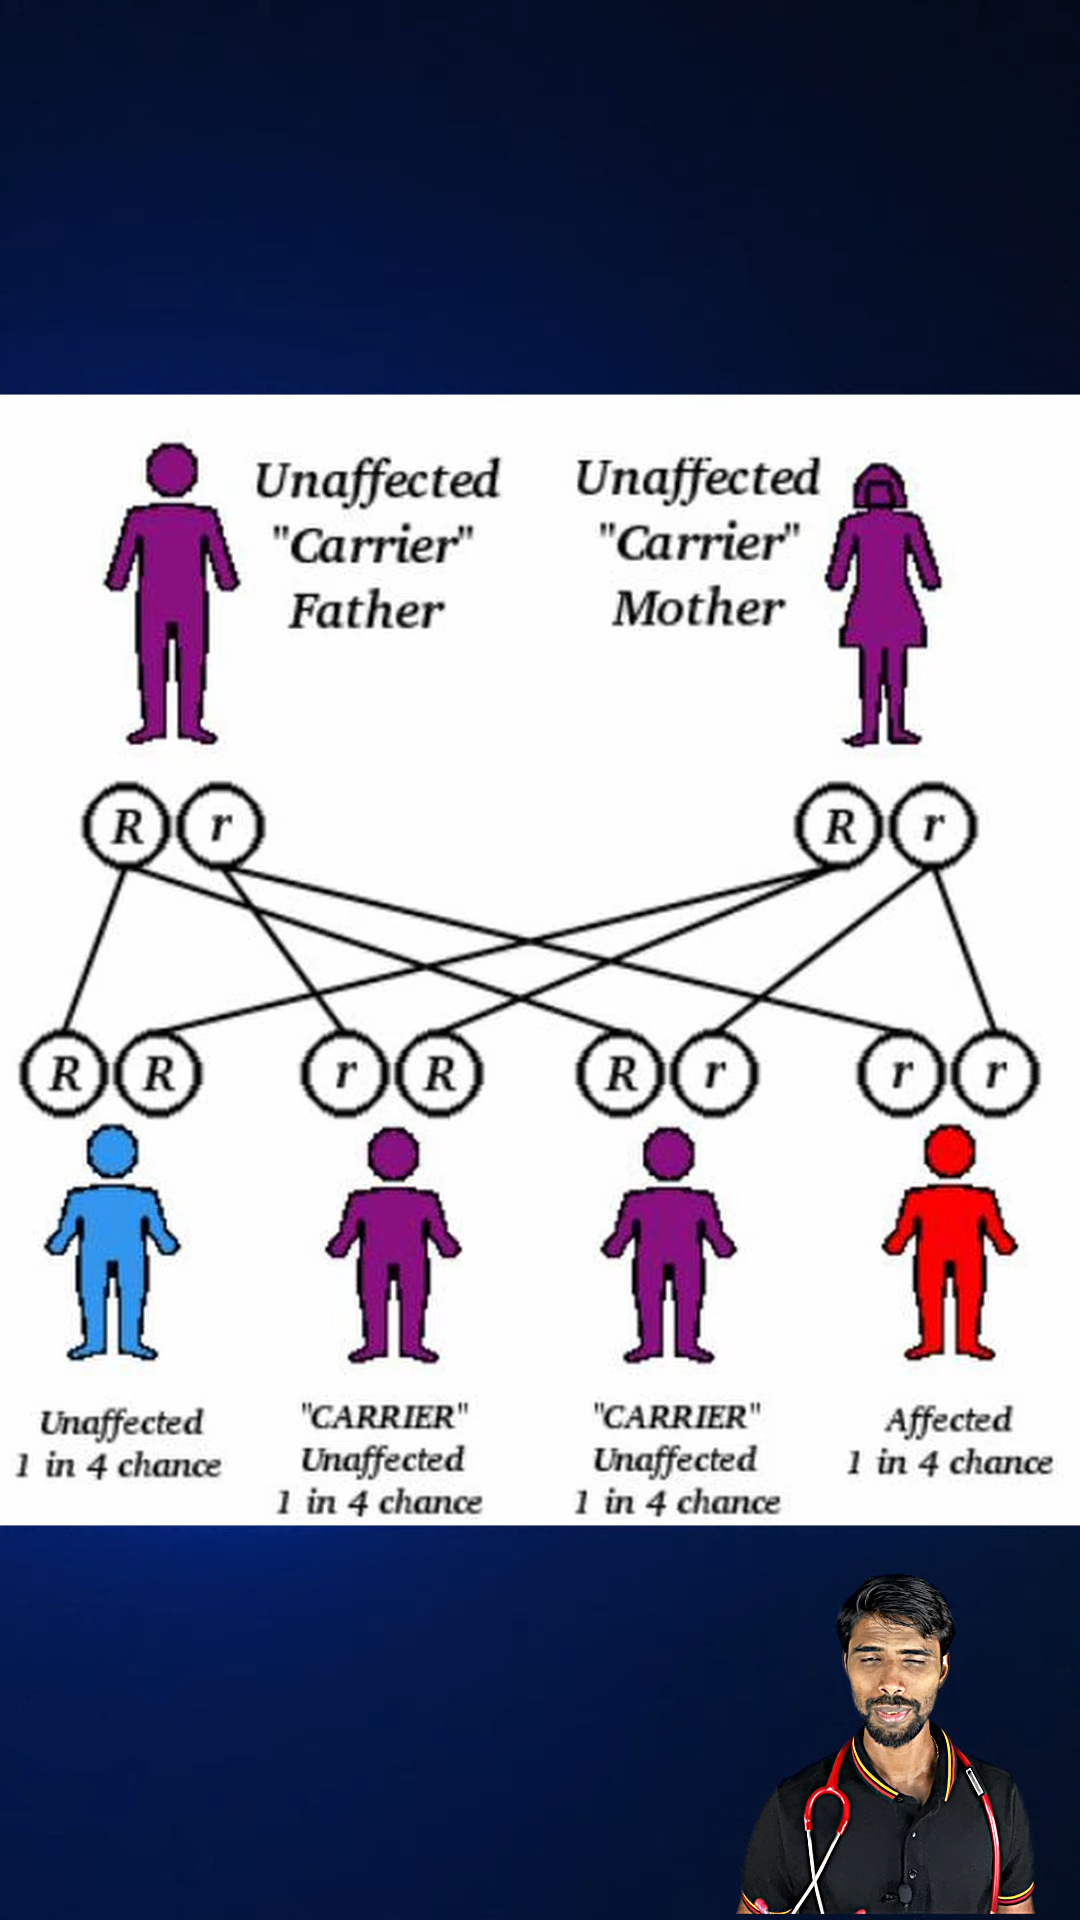 Unaffected
"Carrier"
Father
Unaffected
"Carrier"
Mother
R r
R r
R R
r R
R r
r r
Unaffected
1 in 4 chance
"CARRIER"
Unaffected
1 in 4 chance
"CARRIER"
Unaffected
1 in 4 chance
Affected
1 in 4 chance